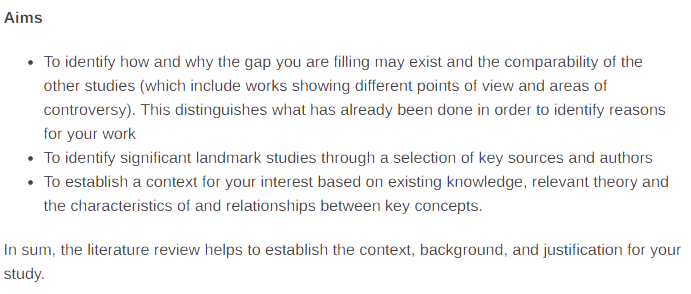 Aims
• To identify how and why the gap you are filling may exist and the comparability of the
other studies (which include works showing different points of view and areas of
controversy). This distinguishes what has already been done in order to identify reasons
for your work
• To identify significant landmark studies through a selection of key sources and authors
• To establish a context for your interest based on existing knowledge, relevant theory and
the characteristics of and relationships between key concepts.
In sum, the literature review helps to establish the context, background, and justification for your
study.